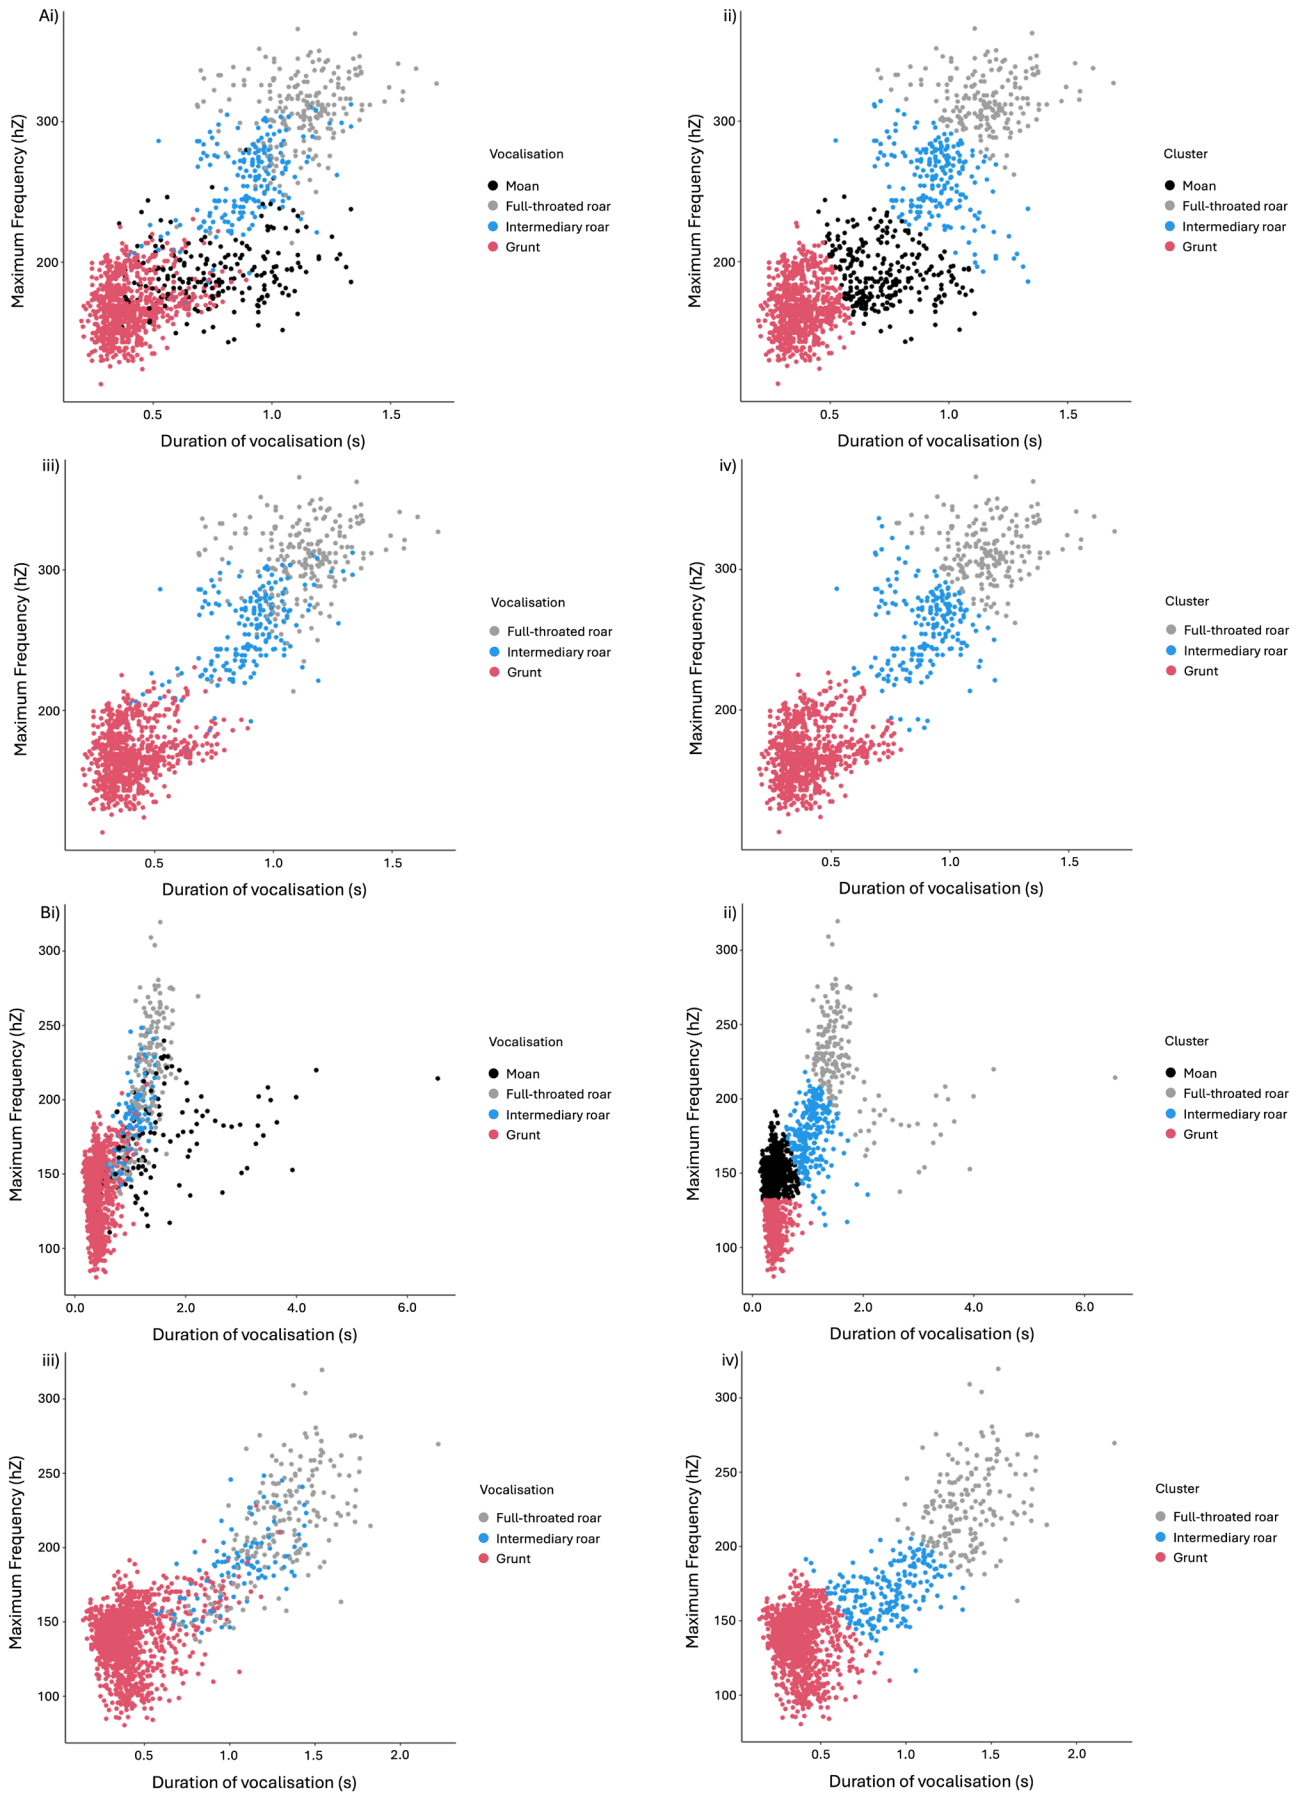 Ai)
Maximum Frequency (hZ)
300
200
0.5 1.0 1.5
Duration of vocalisation (s)
Vocalisation
Moan
Full-throated roar
Intermediary roar
Grunt
ii)
Maximum Frequency (hZ)
300
200
0.5 1.0 1.5
Duration of vocalisation (s)
Cluster
Moan
Full-throated roar
Intermediary roar
Grunt
iii)
Maximum Frequency (hZ)
300
200
0.5 1.0 1.5
Duration of vocalisation (s)
Vocalisation
Full-throated roar
Intermediary roar
Grunt
iv)
Maximum Frequency (hZ)
300
200
0.5 1.0 1.5
Duration of vocalisation (s)
Cluster
Full-throated roar
Intermediary roar
Grunt
Bi)
Maximum Frequency (hZ)
300
250
200
150
100
0.0 2.0 4.0 6.0
Duration of vocalisation (s)
Vocalisation
Moan
Full-throated roar
Intermediary roar
Grunt
ii)
Maximum Frequency (hZ)
300
250
200
150
100
0.0 2.0 4.0 6.0
Duration of vocalisation (s)
Cluster
Moan
Full-throated roar
Intermediary roar
Grunt
iii)
Maximum Frequency (hZ)
300
250
200
150
100
0.5 1.0 1.5 2.0
Duration of vocalisation (s)
Vocalisation
Full-throated roar
Intermediary roar
Grunt
iv)
Maximum Frequency (hZ)
300
250
200
150
100
0.5 1.0 1.5 2.0
Duration of vocalisation (s)
Cluster
Full-throated roar
Intermediary roar
Grunt